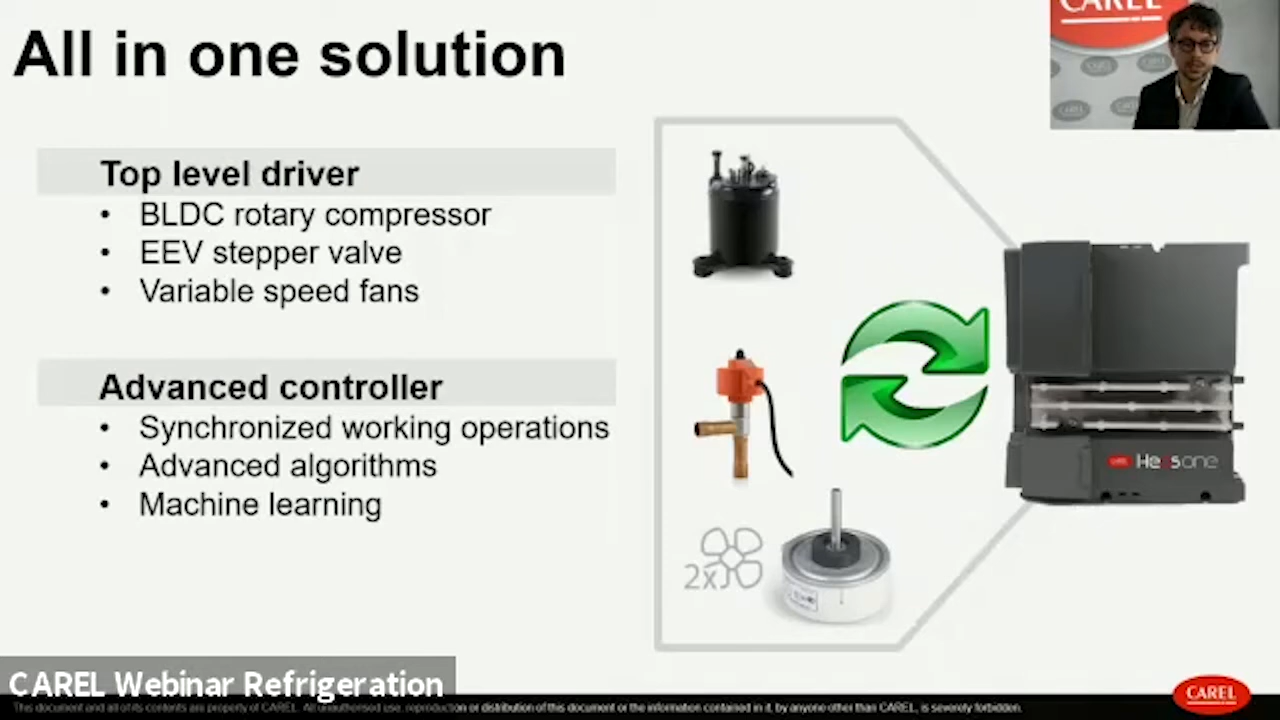 All in one solution
CAREL
Top level driver
• BLDC rotary compressor
• EEV stepper valve
• Variable speed fans
Advanced controller
• Synchronized working operations
• Advanced algorithms
• Machine learning
2x
Heos one
CAREL Webinar Refrigeration
CAREL
This document and all of its contents are property of CAREL. All unauthorised use, reproduction or distribution of this document or the information contained in it, by anyone other than CAREL, is severely forbidden.